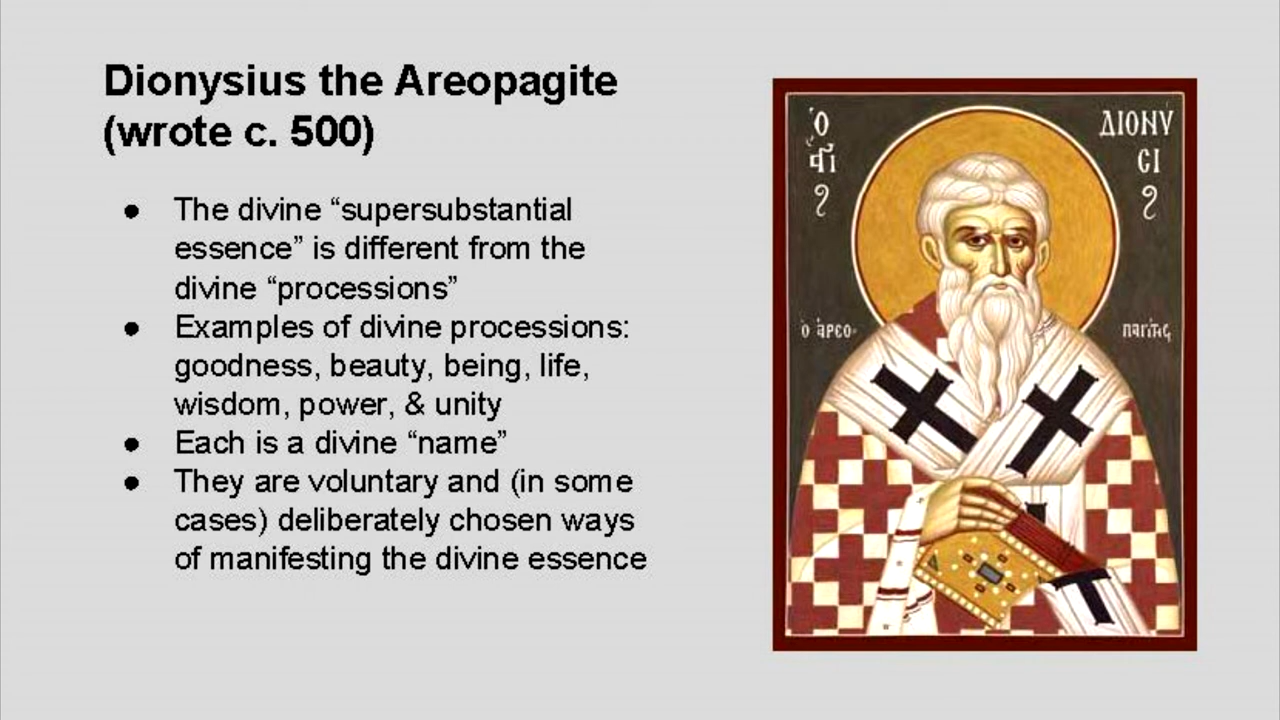 Dionysius the Areopagite
(wrote c. 500)
● The divine “supersubstantial
essence” is different from the
divine “processions”
● Examples of divine processions:
goodness, beauty, being, life,
wisdom, power, & unity
● Each is a divine “name”
● They are voluntary and (in some
cases) deliberately chosen ways
of manifesting the divine essence
Ὁ
ΔΙΟΝΥ
CΙ
ὁ ἀρεο
παγίτης